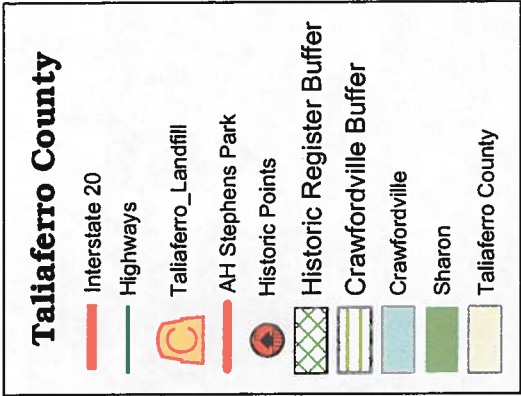 Taliaferro County
Interstate 20
Highways
C
Taliaferro_Landfill
AH Stephens Park
Historic Points
Historic Register Buffer
Crawfordville Buffer
Crawfordville
Sharon
Taliaferro County